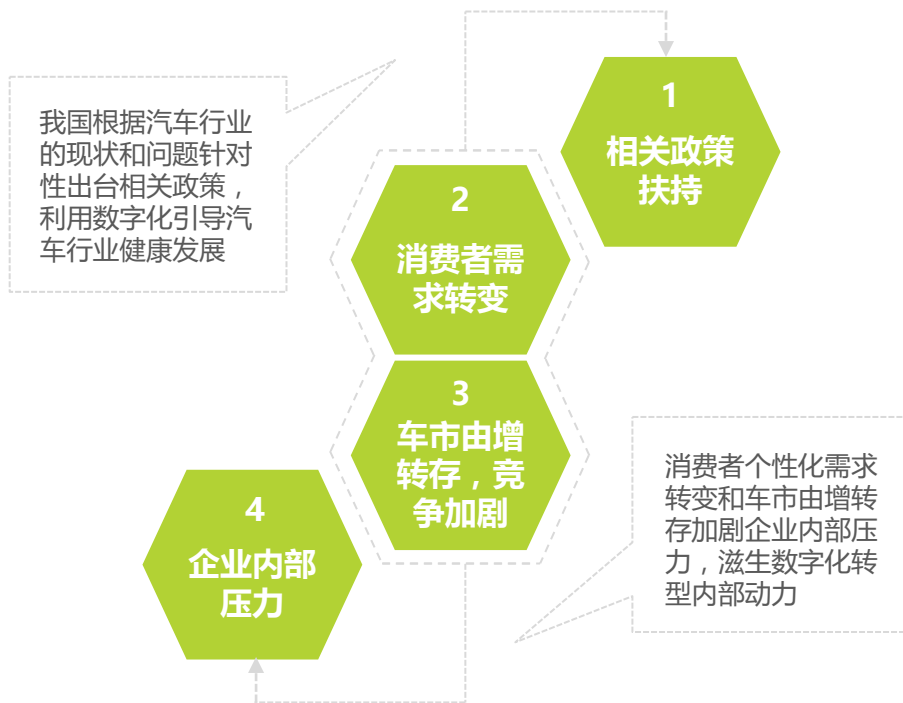 1
相关政策
扶持
我国根据汽车行业
的现状和问题针对
性出台相关政策，
利用数字化引导汽
车行业健康发展
2
消费者需
求转变
3
车市由增
转存，竞
争加剧
4
企业内部
压力
消费者个性化需求
转变和车市由增转
存加剧企业内部压
力，滋生数字化转
型内部动力